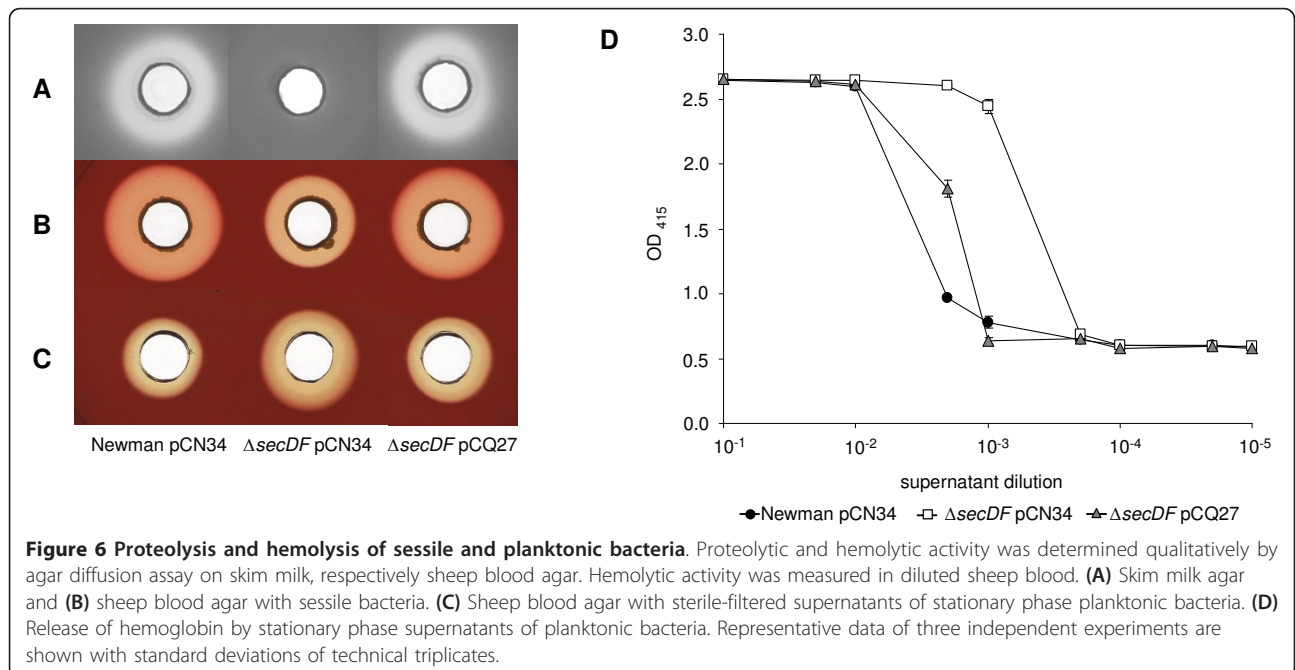 A
B
C
Newman pCN34 ΔsecDF pCN34 ΔsecDF pCQ27
D
3.0
2.5
2.0
1.5
1.0
0.5
0.0
OD415
10-1 10-2 10-3 10-4 10-5
supernatant dilution
Newman pCN34 ΔsecDF pCN34 ΔsecDF pCQ27
Figure 6 Proteolysis and hemolysis of sessile and planktonic bacteria. Proteolytic and hemolytic activity was determined qualitatively by
agar diffusion assay on skim milk, respectively sheep blood agar. Hemolytic activity was measured in diluted sheep blood. (A) Skim milk agar
and (B) sheep blood agar with sessile bacteria. (C) Sheep blood agar with sterile-filtered supernatants of stationary phase planktonic bacteria. (D)
Release of hemoglobin by stationary phase supernatants of planktonic bacteria. Representative data of three independent experiments are
shown with standard deviations of technical triplicates.